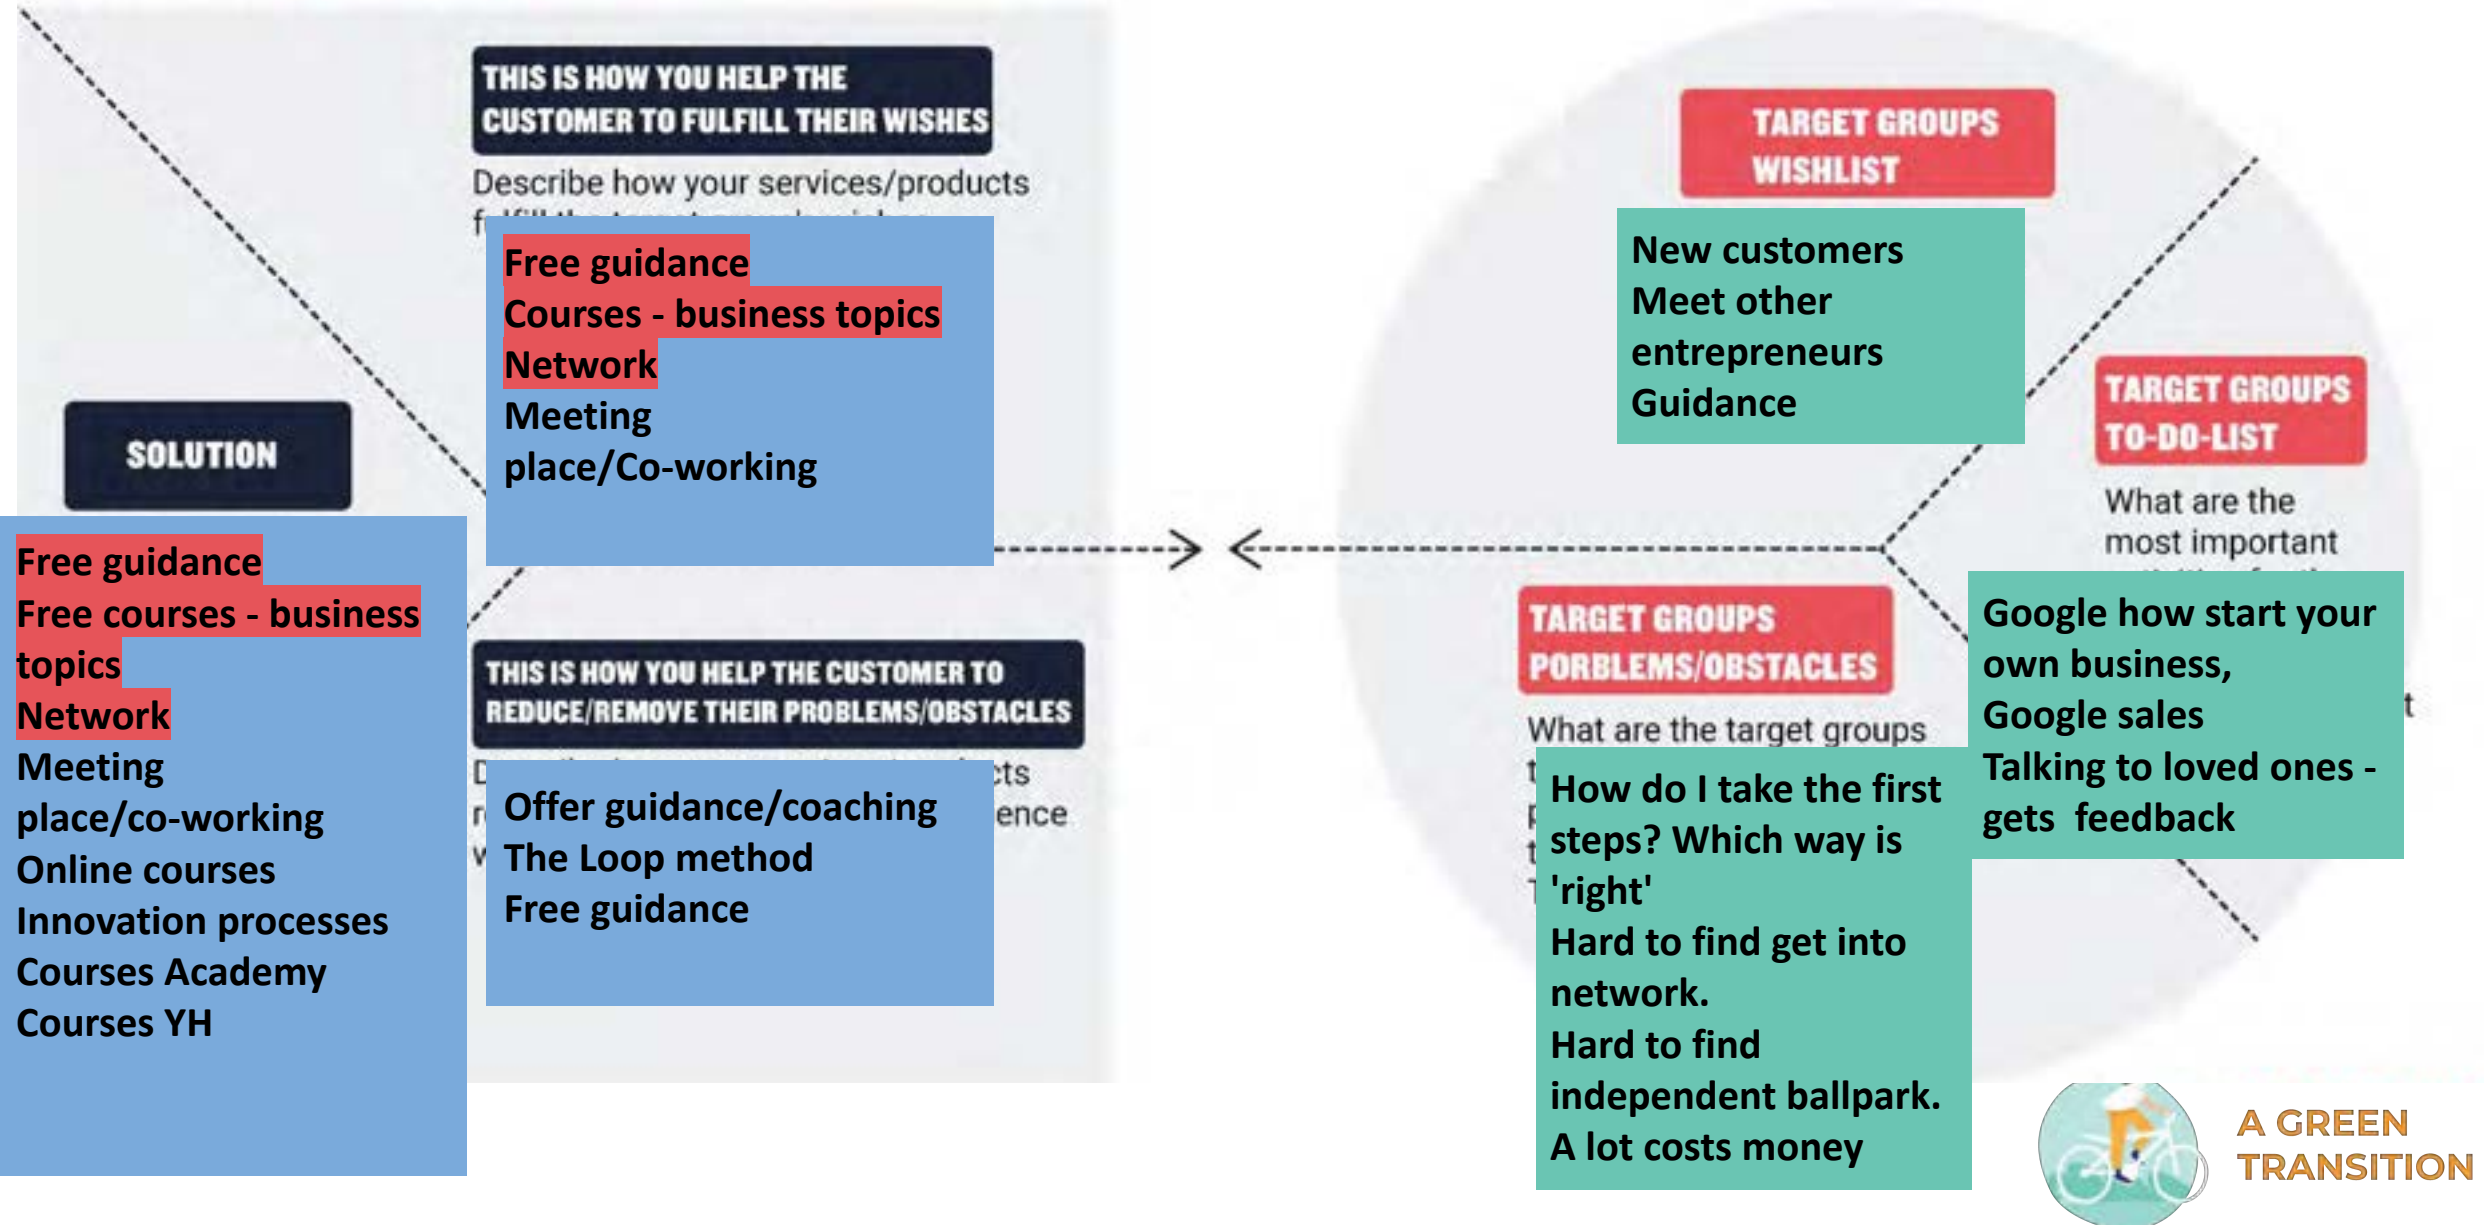 THIS IS HOW YOU HELP THE
CUSTOMER TO FULFILL THEIR WISHES
Describe how your services/products
Free guidance
Courses - business topics
Network
Meeting
place/Co-working
SOLUTION
Free guidance
Free courses - business
topics
Network
Meeting
place/co-working
Online courses
Innovation processes
Courses Academy
Courses YH
THIS IS HOW YOU HELP THE CUSTOMER TO
REDUCE/REMOVE THEIR PROBLEMS/OBSTACLES
Offer guidance/coaching
The Loop method
Free guidance
TARGET GROUPS
WISHLIST
New customers
Meet other
entrepreneurs
Guidance
TARGET GROUPS
TO-DO-LIST
What are the
most important
Google how start your
own business,
Google sales
Talking to loved ones -
gets feedback
TARGET GROUPS
PORBLEMS/OBSTACLES
What are the target groups
How do I take the first
steps? Which way is
'right'
Hard to find get into
network.
Hard to find
independent ballpark.
A lot costs money
A GREEN
TRANSITION